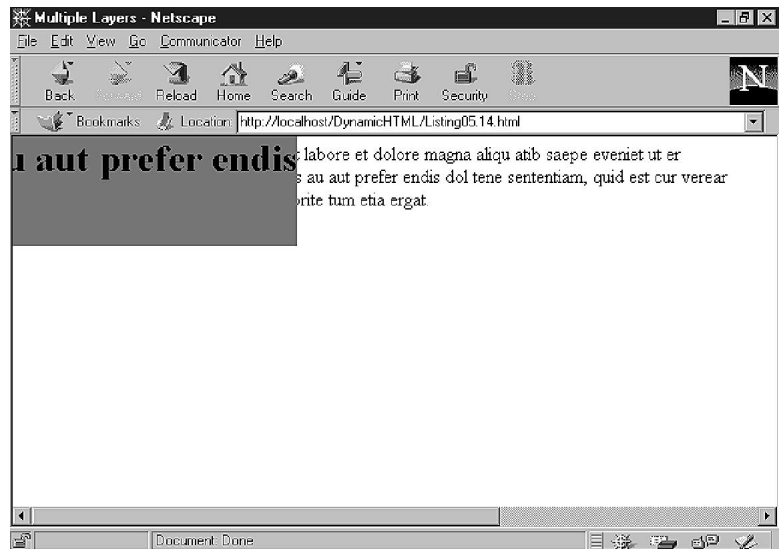 Multiple Layers - Netscape
File Edit View Go Communicator Help
Back Reload Home Search Guide Print Security
N
Bookmarks Location: http://localhost/DynamicHTML/Listing05.14.html
u aut prefer endis
labore et dolore magna aliqu atib saepe eveniet ut er
s au aut prefer endis dol tene sententiam, quid est cur verear
orite tum etia ergat.
Document: Done